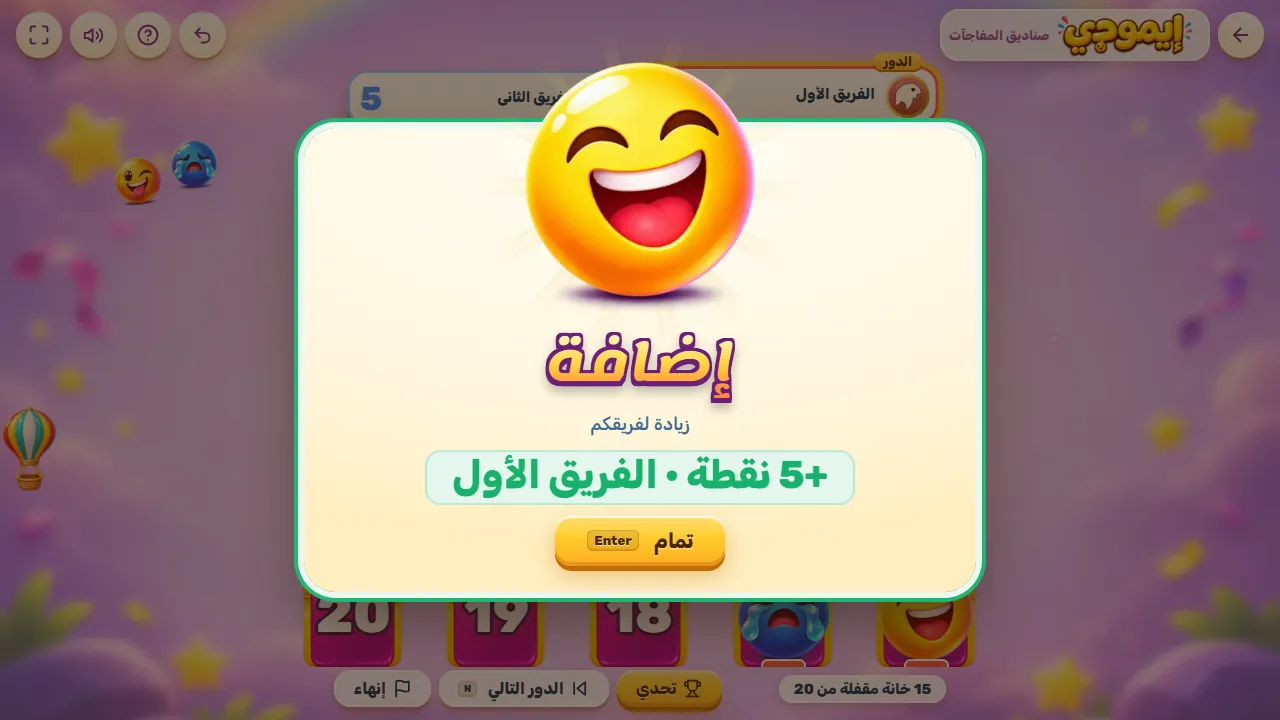 إيموجي
صناديق المفاجآت
الدور
الفريق الأول
فريق الثاني
5
إضافة
زيادة لفريقكم
+5 نقطة • الفريق الأول
تمام Enter
18
19
20
15 خانة مقفلة من 20
تحدي
الدور التالي N
إنهاء